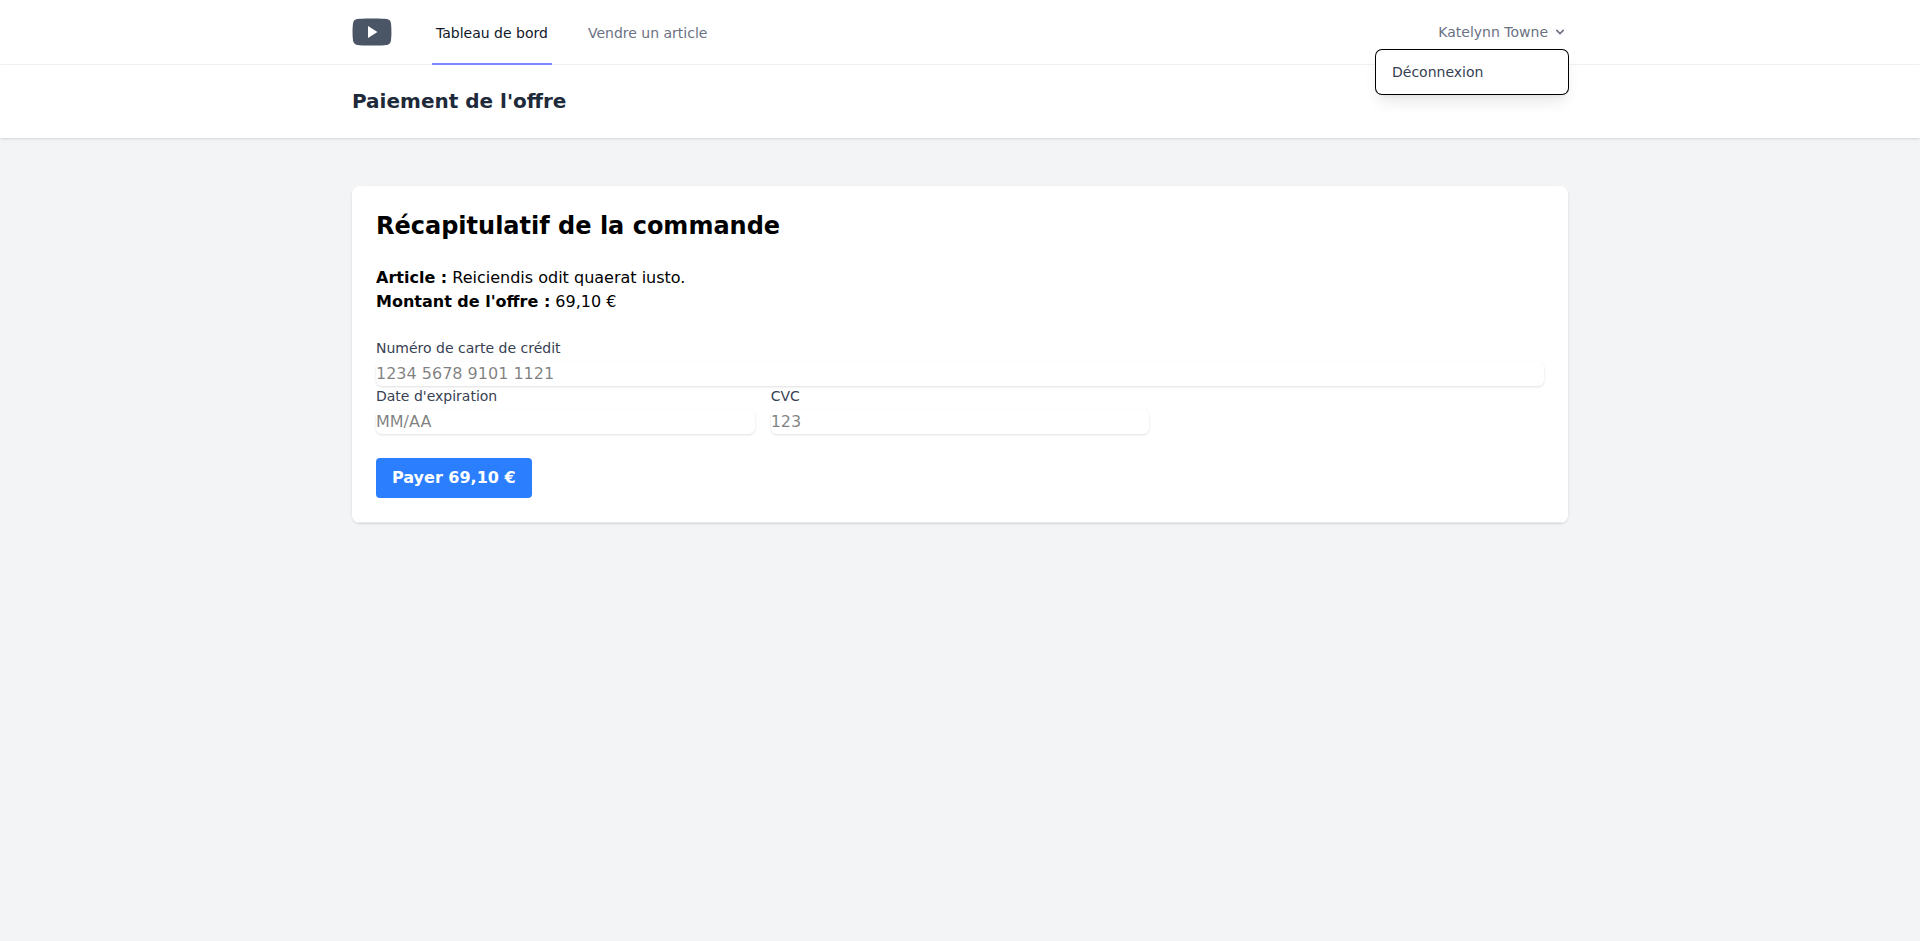 Tableau de bord
Vendre un article
Katelynn Towne
Déconnexion
Paiement de l'offre
Récapitulatif de la commande
Article : Reiciendis odit quaerat iusto.
Montant de l'offre : 69,10 €
Numéro de carte de crédit
1234 5678 9101 1121
Date d'expiration
CVC
MM/AA
123
Payer 69,10 €